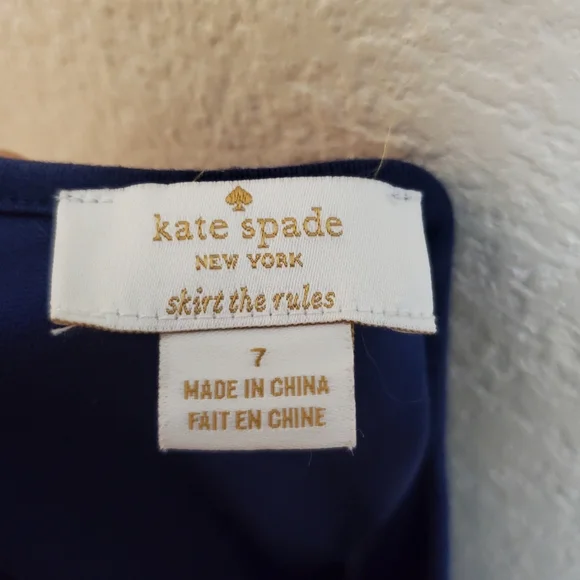 kate spade
NEW YORK
skirt the rules
7
MADE IN CHINA
FAIT EN CHINE